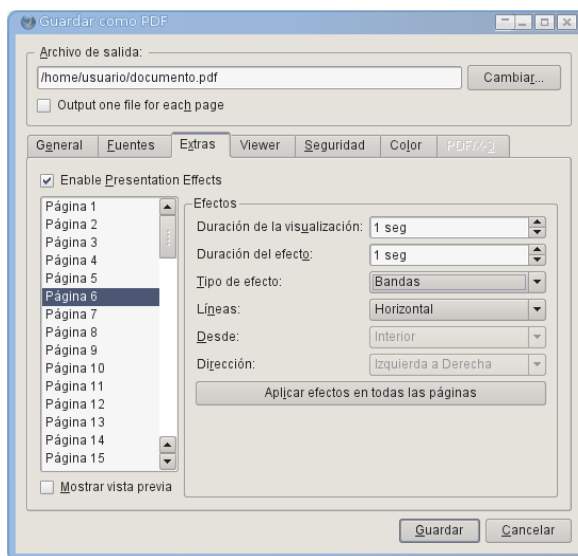 Guardar como PDF
Archivo de salida:
/home/usuario/documento.pdf
Cambiar...
Output one file for each page
General Fuentes Extras Viewer Seguridad Color PDF/X-3
Enable Presentation Effects
Página 1
Página 2
Página 3
Página 4
Página 5
Página 6
Página 7
Página 8
Página 9
Página 10
Página 11
Página 12
Página 13
Página 14
Página 15
Mostrar vista previa
Efectos
Duración de la visualización: 1 seg
Duración del efecto: 1 seg
Tipo de efecto: Bandas
Líneas: Horizontal
Desde: Interior
Dirección: Izquierda a Derecha
Aplicar efectos en todas las páginas
Guardar Cancelar